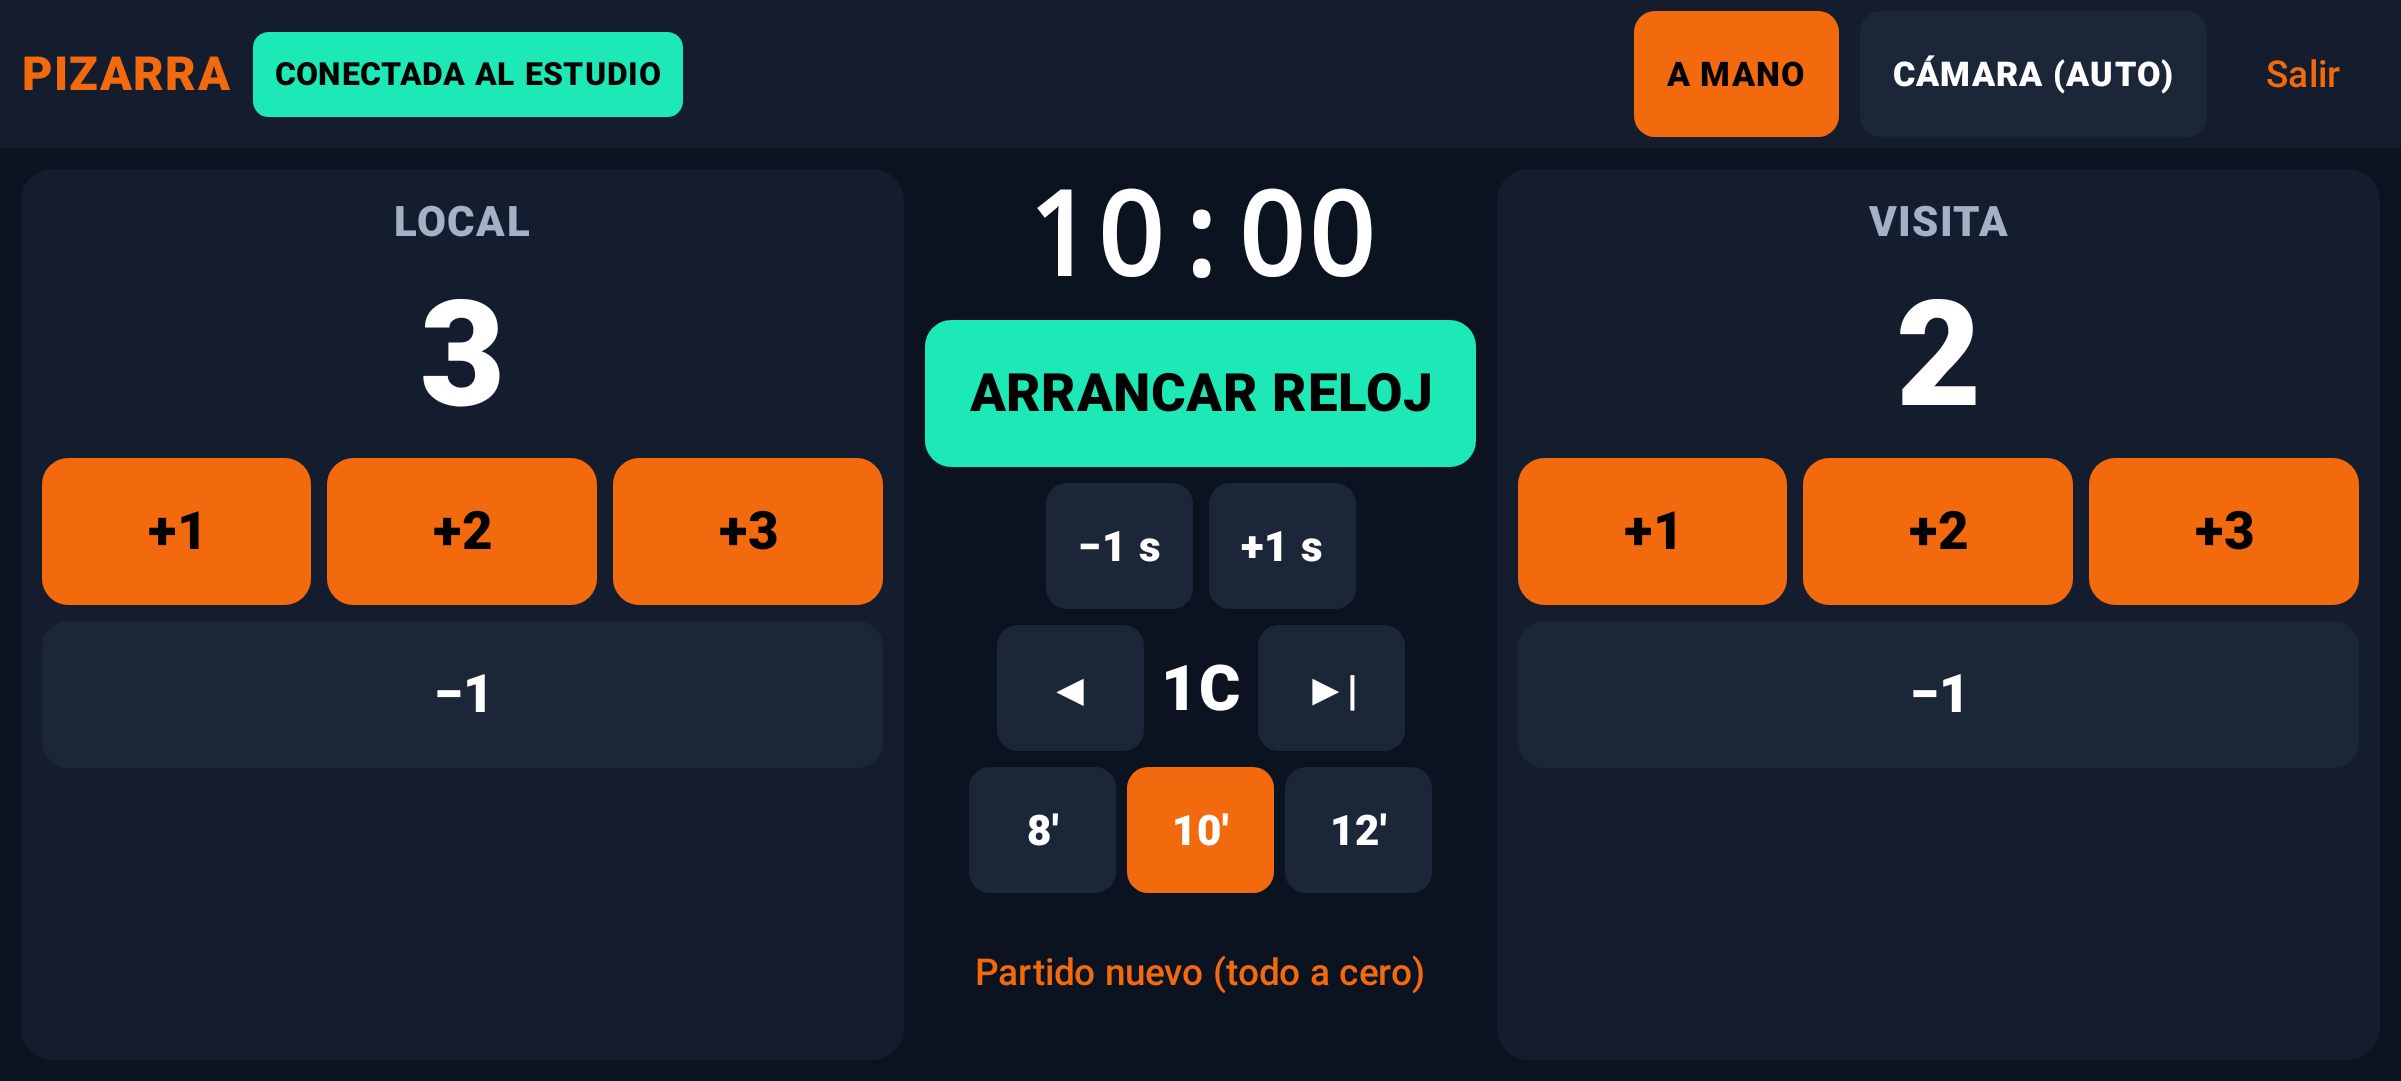 PIZARRA
CONECTADA AL ESTUDIO
A MANO
CÁMARA (AUTO)
Salir
LOCAL
3
+1
+2
+3
−1
10:00
ARRANCAR RELOJ
−1 s
+1 s
◀
1C
▶|
8'
10'
12'
Partido nuevo (todo a cero)
VISITA
2
+1
+2
+3
−1